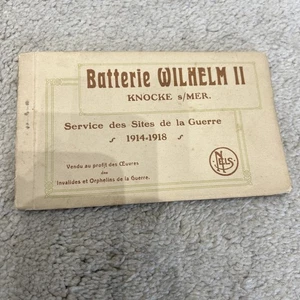 Batterie WILHELM II
KNOCKE s/MER.
Service des Sites de la Guerre
1914-1918
Vendu au profit des Œuvres
des
Invalides et Orphelins de la Guerre.
NELS